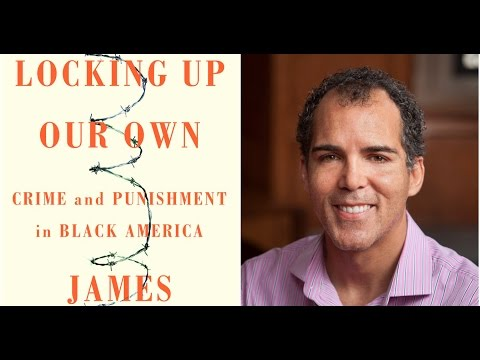 LOCKING UP
OUR OWN
CRIME and PUNISHMENT
in BLACK AMERICA
JAMES